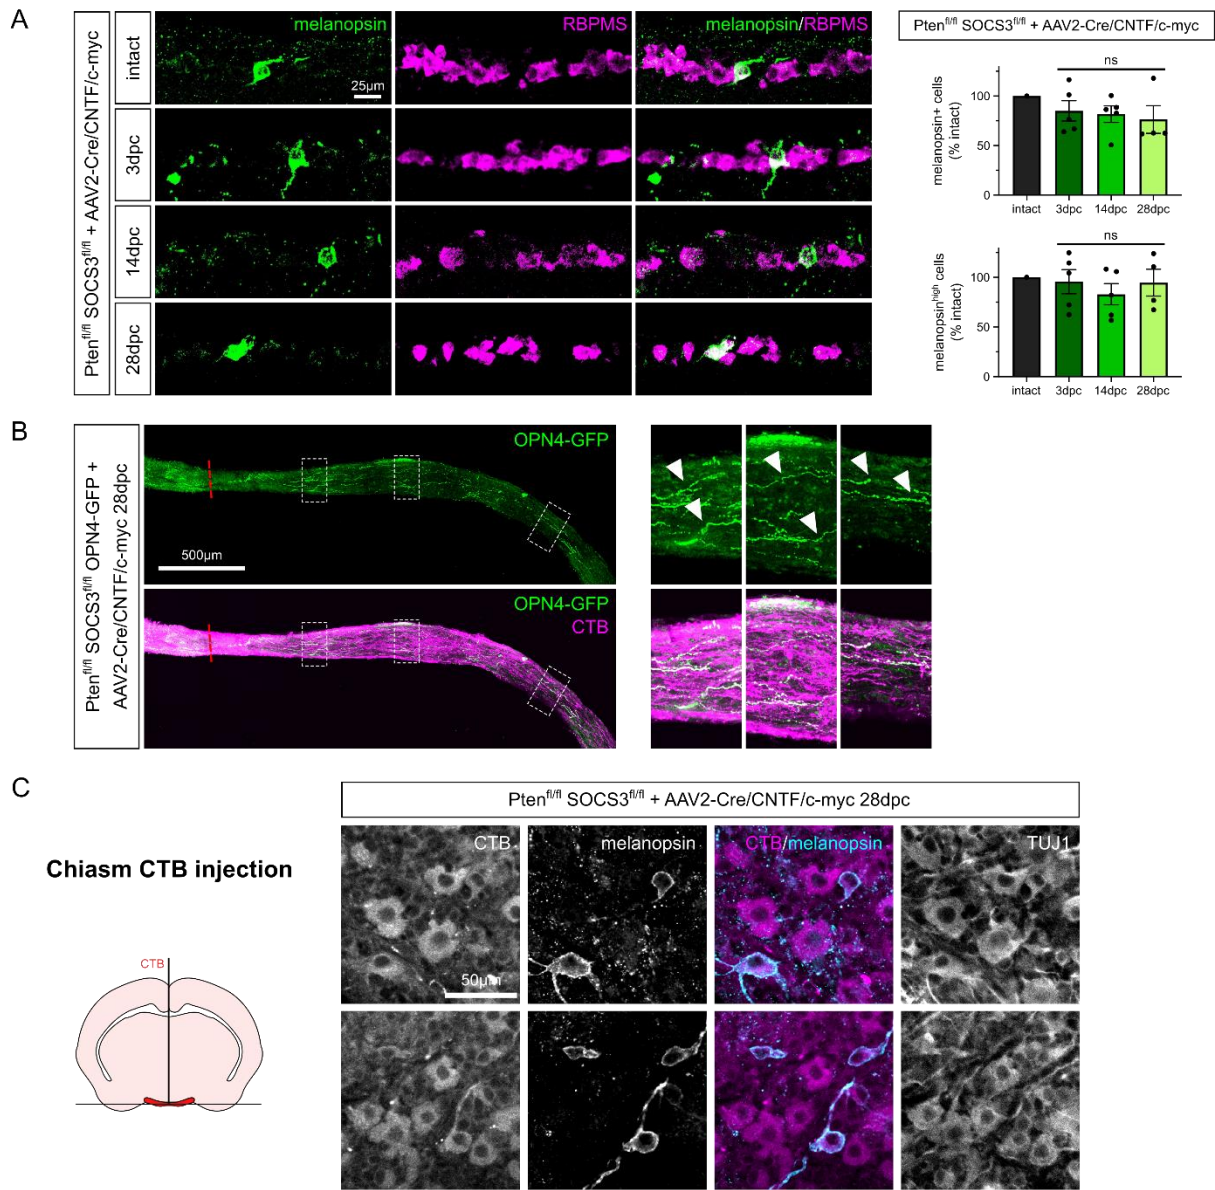 A
Pten^fl/fl SOCS3^fl/fl + AAV2-Cre/CNTF/c-myc
intact
3dpc
14dpc
28dpc
melanopsin
RBPMS
melanopsin/RBPMS
25µm
Pten^fl/fl SOCS3^fl/fl + AAV2-Cre/CNTF/c-myc
ns
melanopsin+ cells
(% intact)
100
50
0
intact 3dpc 14dpc 28dpc
ns
melanopsin^high cells
(% intact)
100
50
0
intact 3dpc 14dpc 28dpc
B
Pten^fl/fl SOCS3^fl/fl OPN4-GFP +
AAV2-Cre/CNTF/c-myc 28dpc
OPN4-GFP
500µm
OPN4-GFP
CTB
C
Chiasm CTB injection
CTB
Pten^fl/fl SOCS3^fl/fl + AAV2-Cre/CNTF/c-myc 28dpc
CTB
melanopsin
CTB/melanopsin
TUJ1
50µm